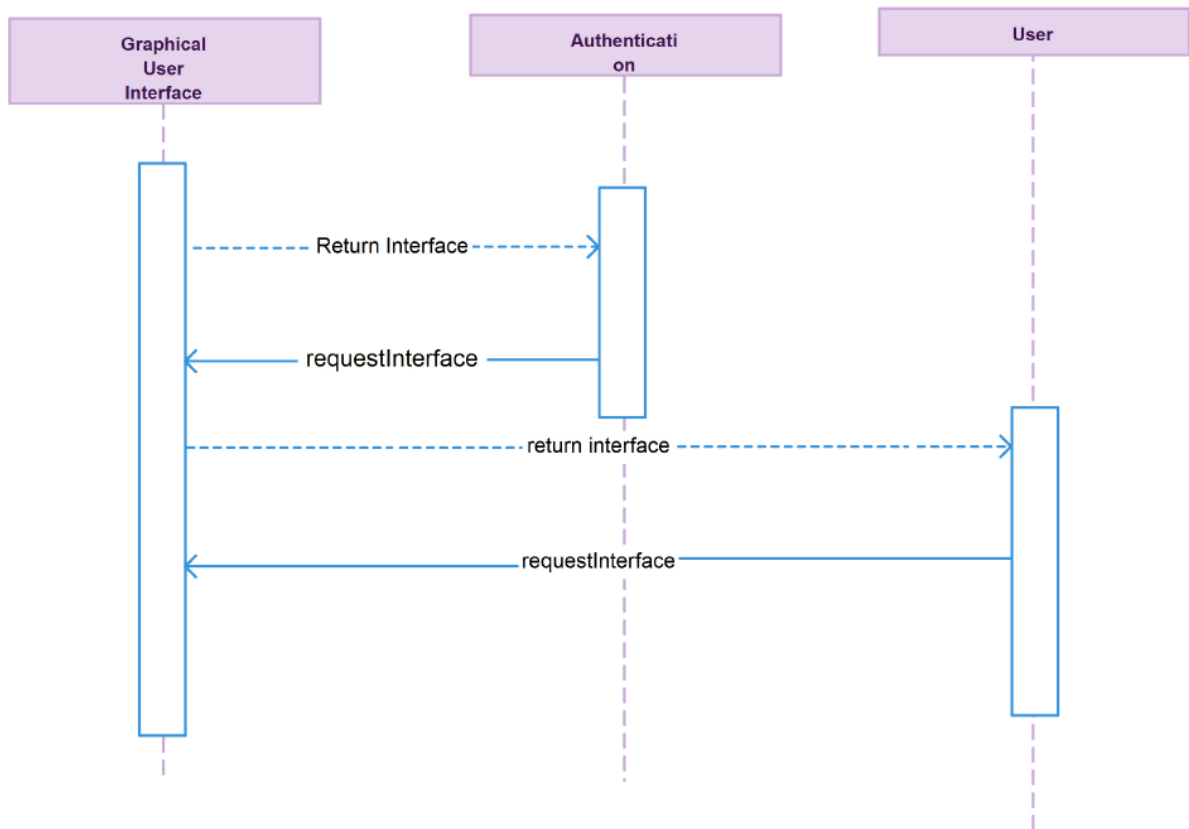 Graphical
User
Interface
Authenticati
on
User
Return Interface
requestInterface
return interface
requestInterface